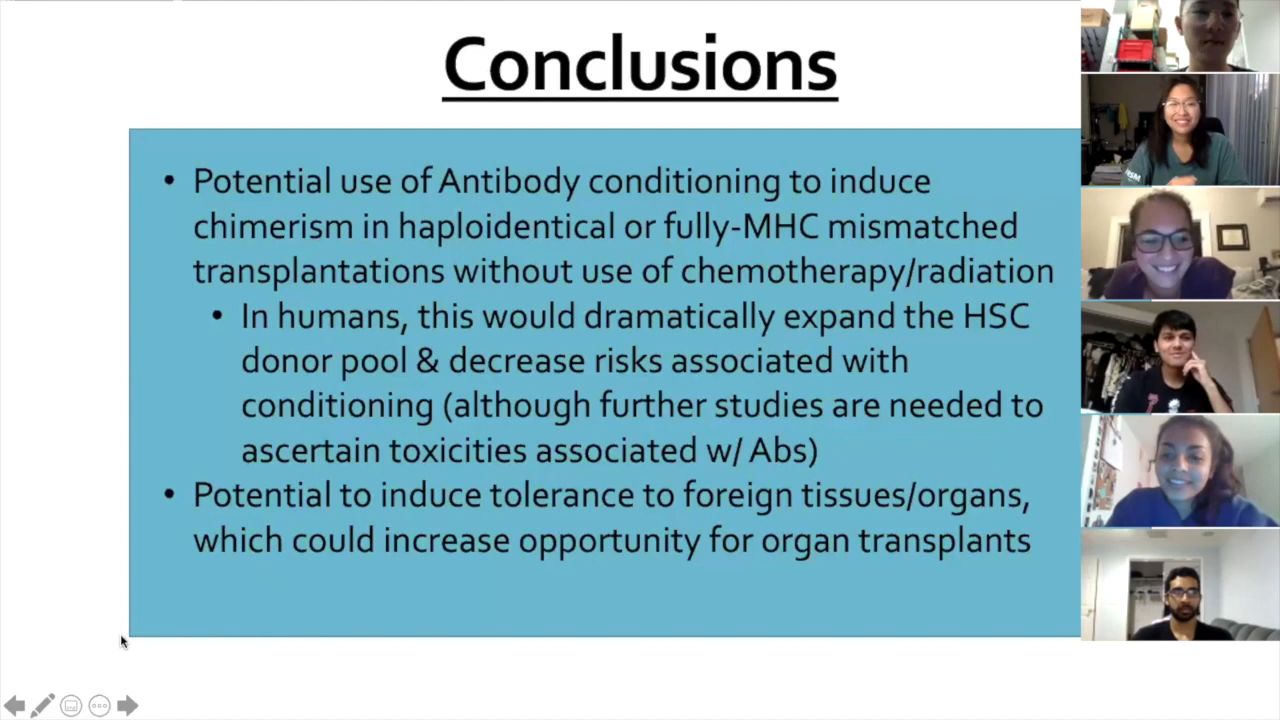 Conclusions
• Potential use of Antibody conditioning to induce
chimerism in haploidentical or fully-MHC mismatched
transplantations without use of chemotherapy/radiation
• In humans, this would dramatically expand the HSC
donor pool & decrease risks associated with
conditioning (although further studies are needed to
ascertain toxicities associated w/ Abs)
• Potential to induce tolerance to foreign tissues/organs,
which could increase opportunity for organ transplants